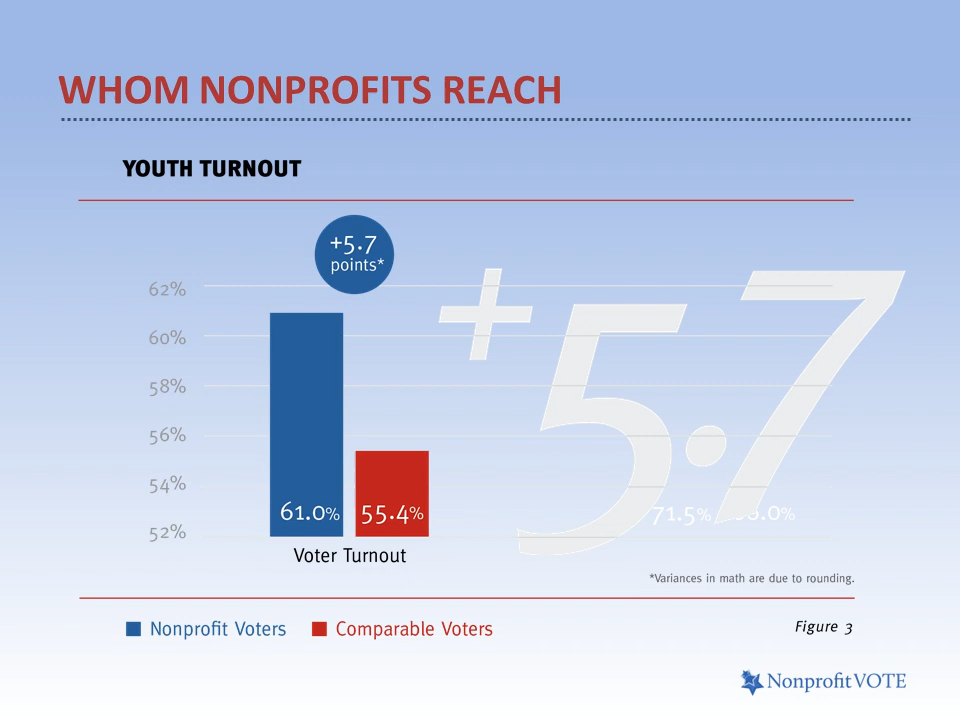 WHOM NONPROFITS REACH
YOUTH TURNOUT
+5.7
points*
+5.7
62%
60%
58%
56%
54%
52%
61.0%
55.4%
71.5%
Voter Turnout
*Variances in math are due to rounding.
Nonprofit Voters
Comparable Voters
Figure 3
NonprofitVOTE